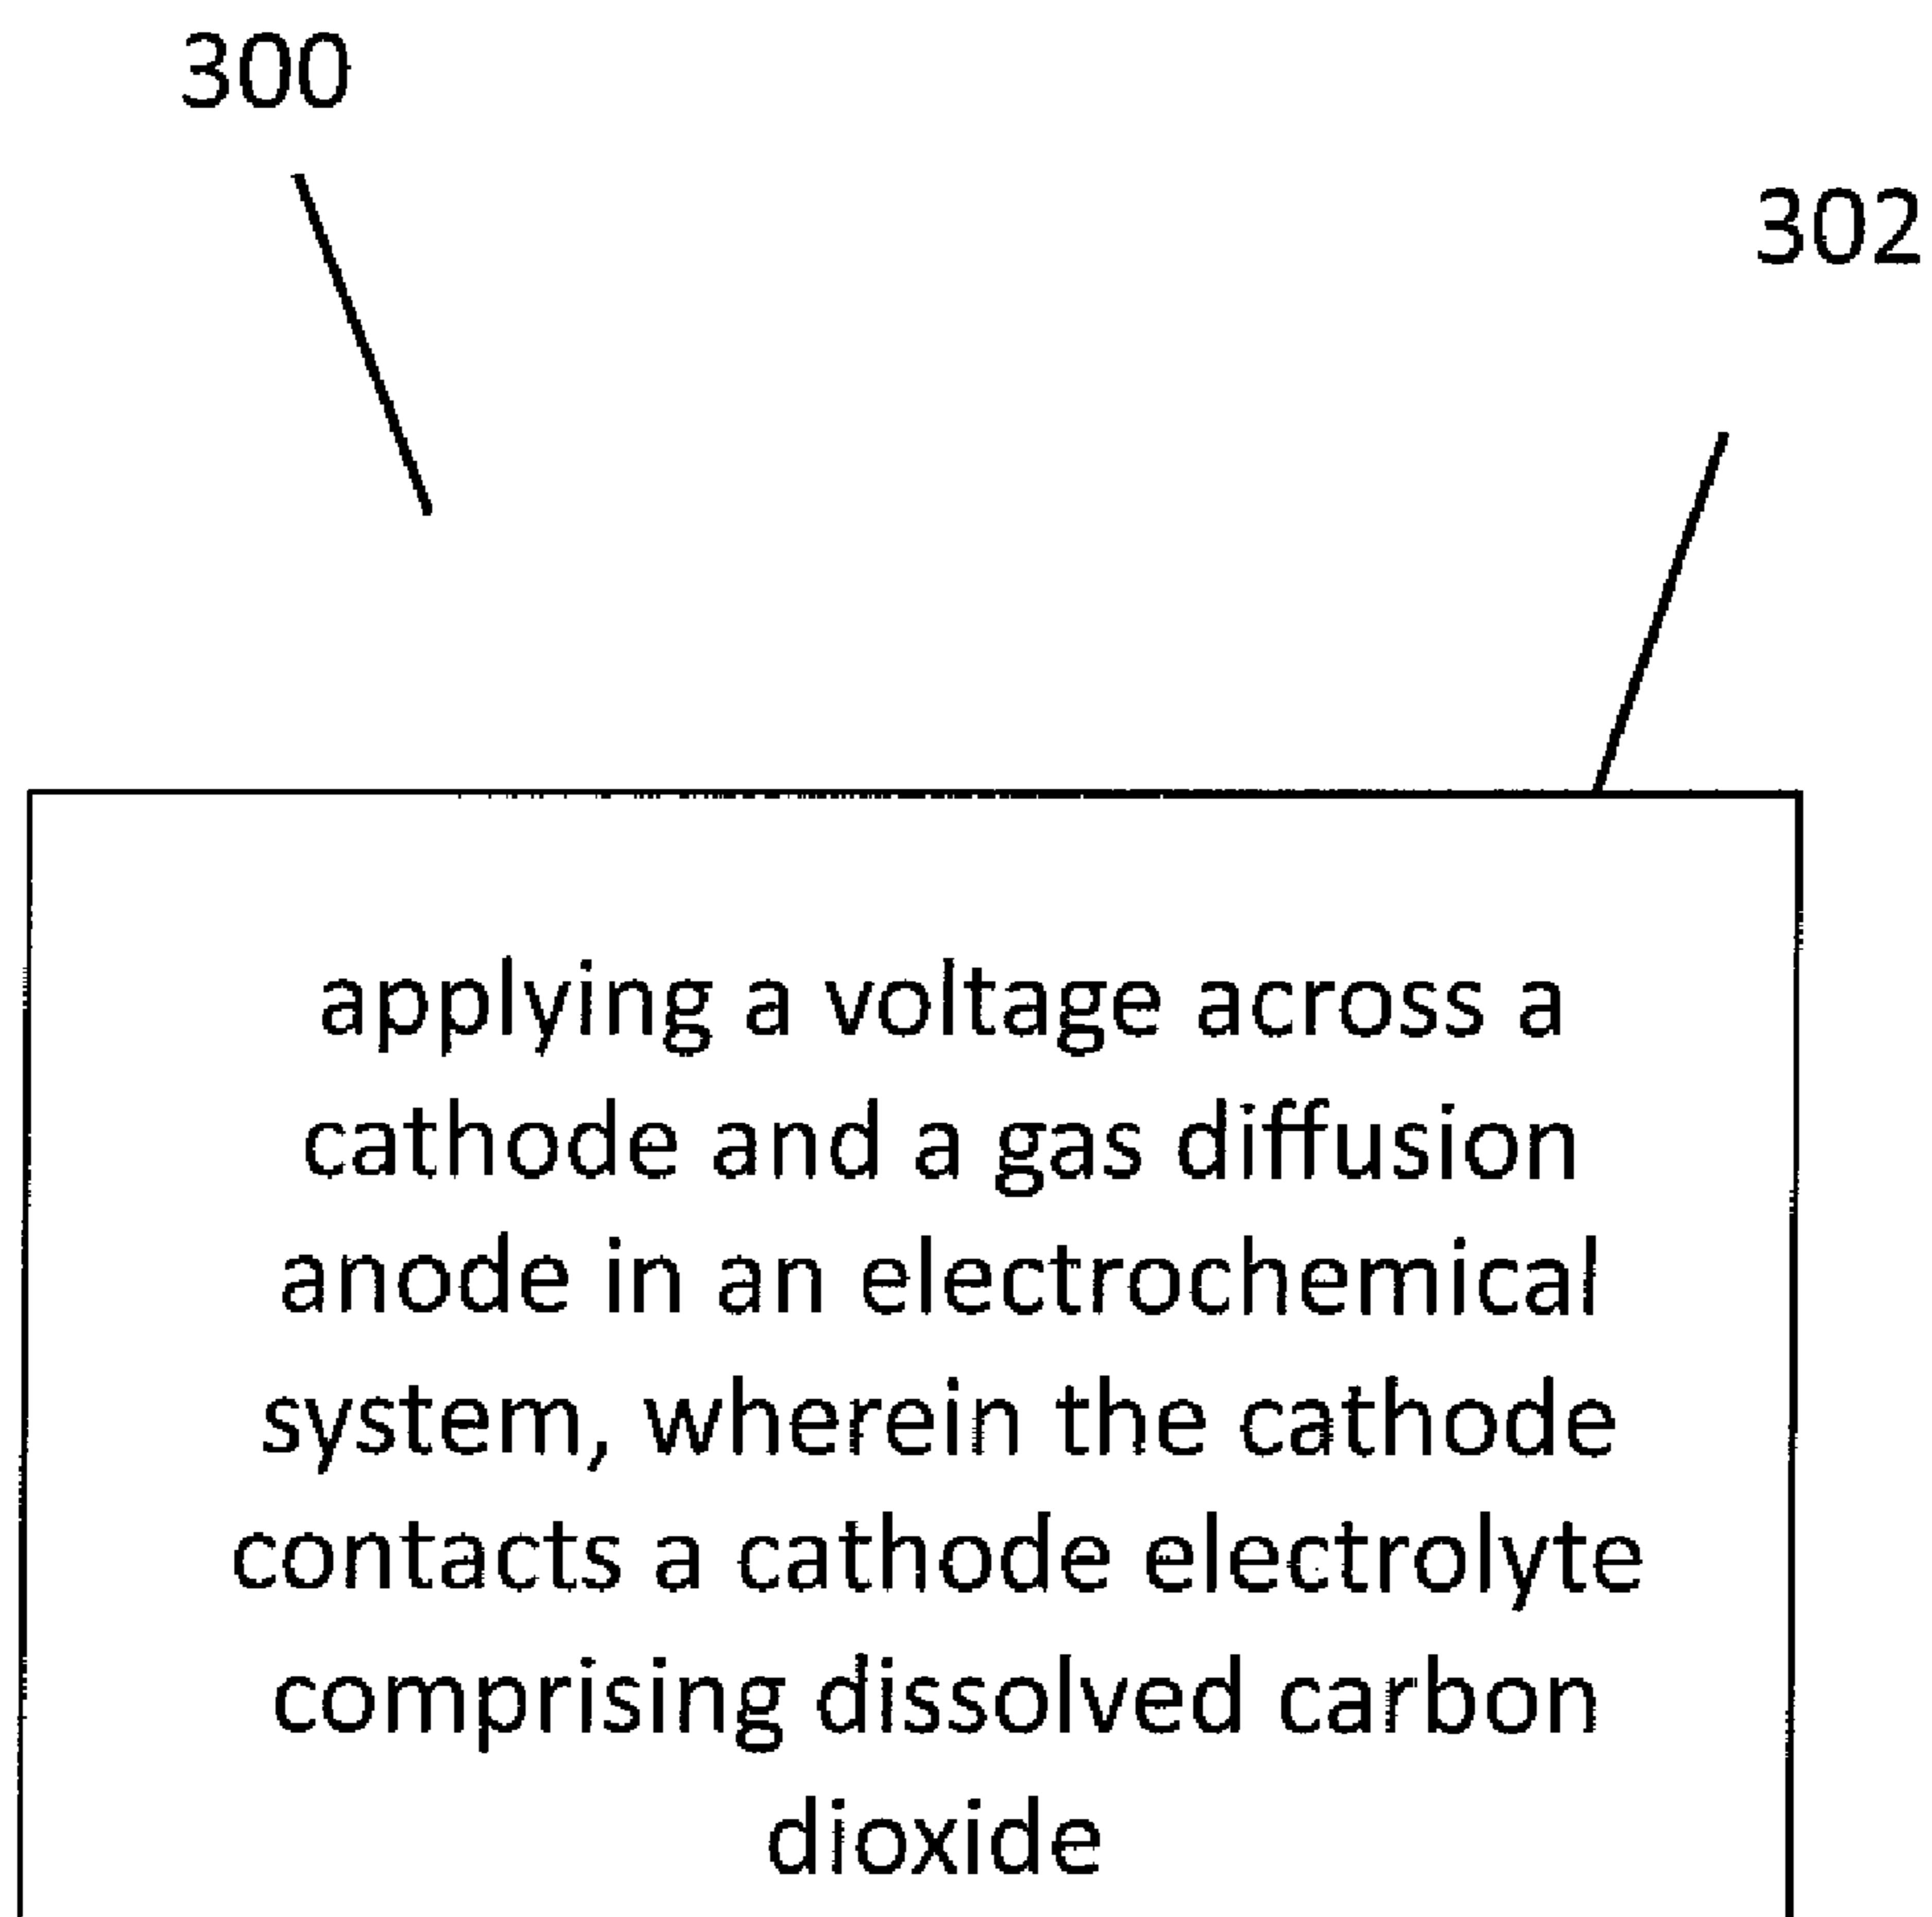 300
302
applying a voltage across a
cathode and a gas diffusion
anode in an electrochemical
system, wherein the cathode
contacts a cathode electrolyte
comprising dissolved carbon
dioxide